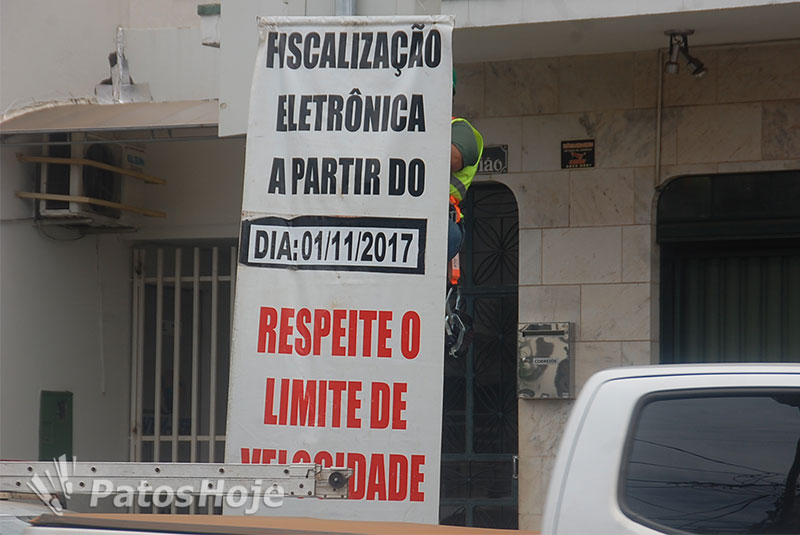 FISCALIZAÇÃO
ELETRÔNICA
A PARTIR DO
DIA: 01/11/2017
RESPEITE O
LIMITE DE
VELOCIDADE
CORREIOS
PatosHoje